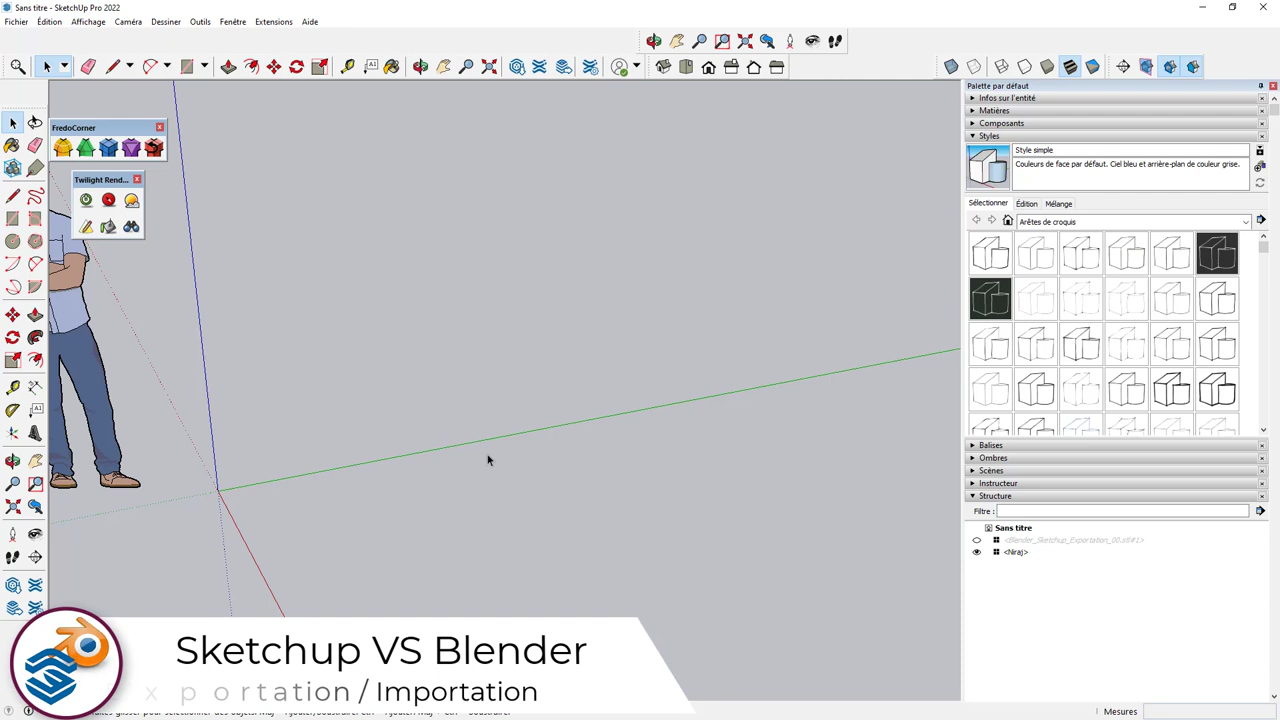 Sans titre - SketchUp Pro 2022
Fichier Édition Affichage Caméra Dessiner Outils Fenêtre Extensions Aide
Palette par défaut
Infos sur l'entité
Matières
Composants
Styles
Style simple
Couleurs de face par défaut. Ciel bleu et arrière-plan de couleur grise.
Sélectionner Édition Mélange
Arêtes de croquis
FredoCorner
Twilight Rend...
Balises
Ombres
Scènes
Instructeur
Structure
Filtre :
Sans titre
<Blender_Sketchup_Exportation_00.stl#1>
<Niraj>
Sketchup VS Blender
x p o r t a t i o n / Importation
Mesures